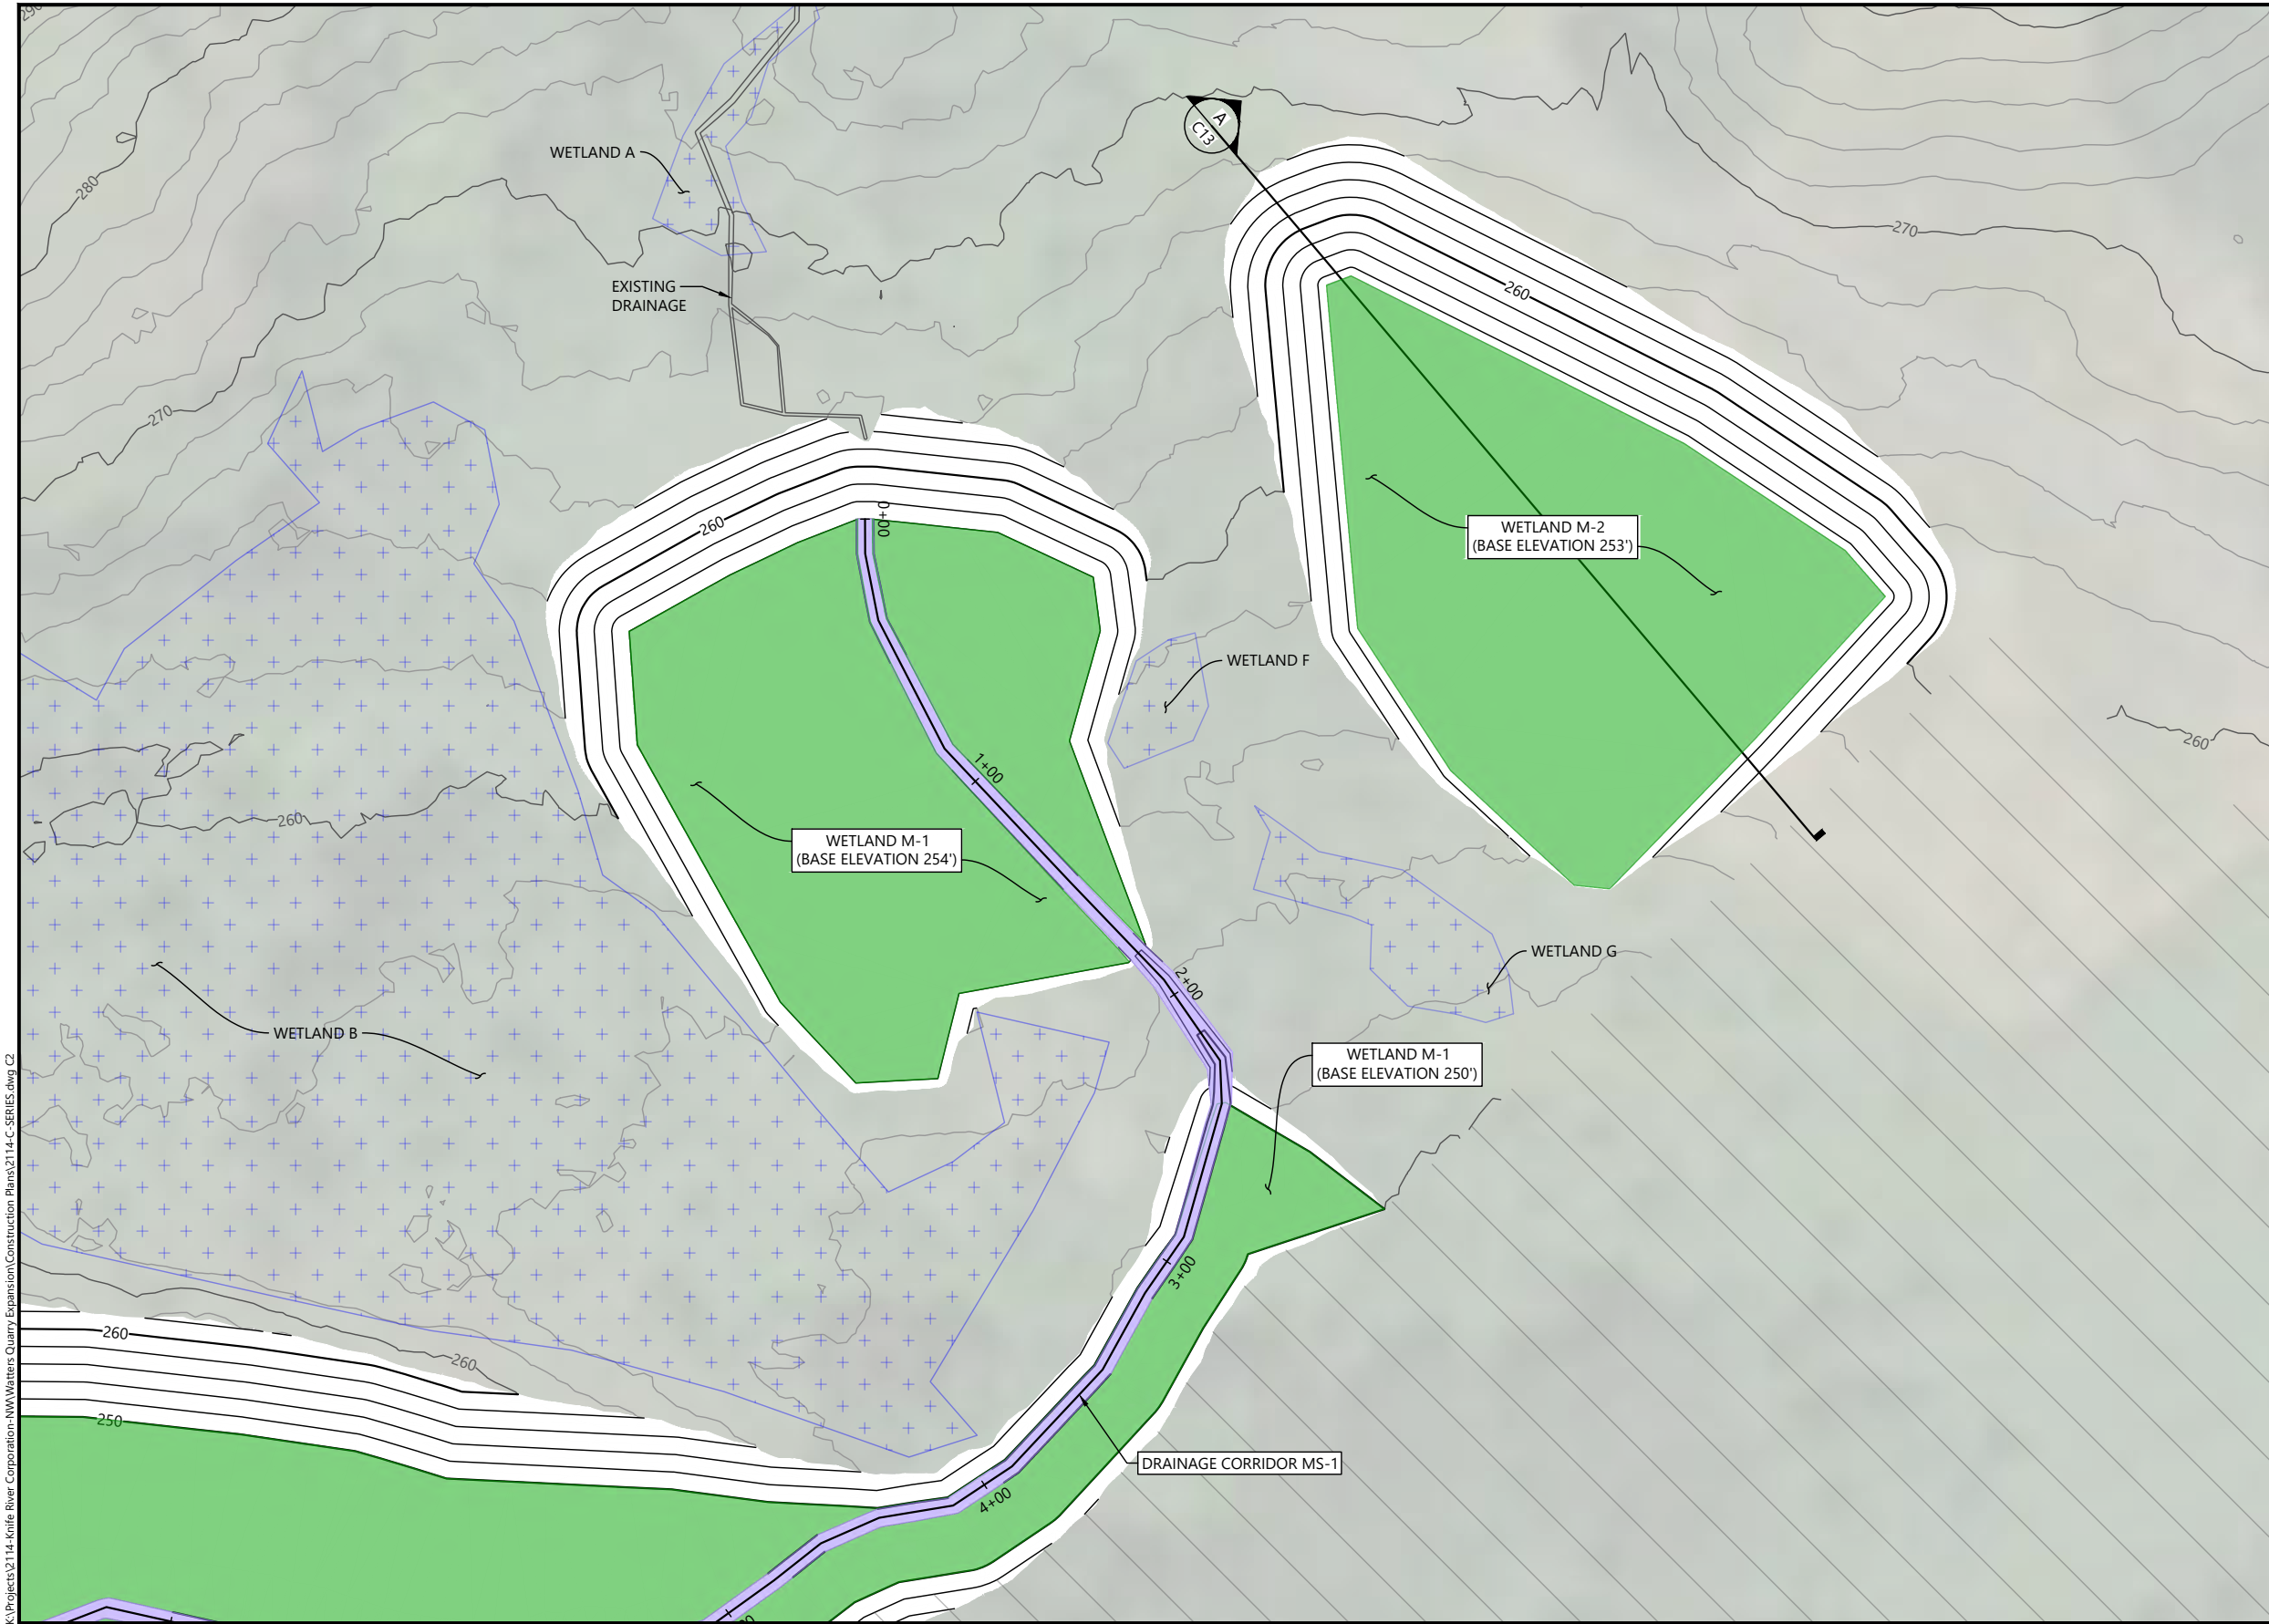 290
A
C13
WETLAND A
280
270
EXISTING
DRAINAGE
260
270
0+00
260
WETLAND M-2
(BASE ELEVATION 253')
WETLAND F
260
1+00
260
WETLAND M-1
(BASE ELEVATION 254')
WETLAND G
2+00
WETLAND B
WETLAND M-1
(BASE ELEVATION 250')
3+00
260
260
250
DRAINAGE CORRIDOR MS-1
4+00
K:\Projects\2114-Knife River Corporation-NW\Watters Quarry Expansion\Construction Plans\2114-C-SERIES.dwg C2